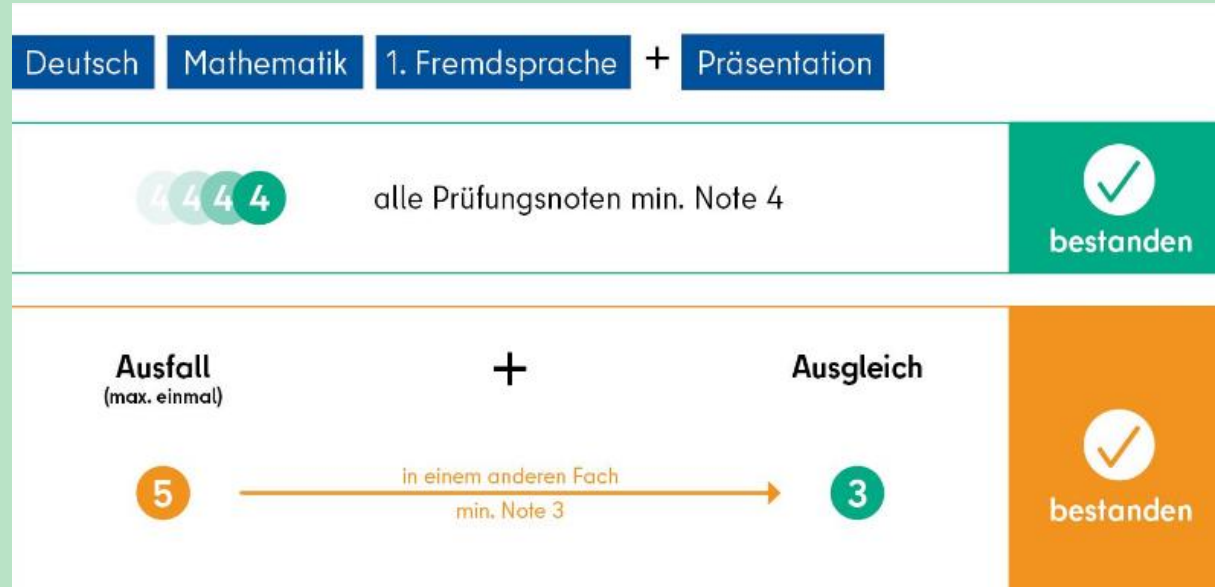 Deutsch Mathematik 1. Fremdsprache + Präsentation
4 4 4 4 alle Prüfungsnoten min. Note 4
bestanden
Ausfall + Ausgleich
(max. einmal)
5 in einem anderen Fach 3
min. Note 3
bestanden